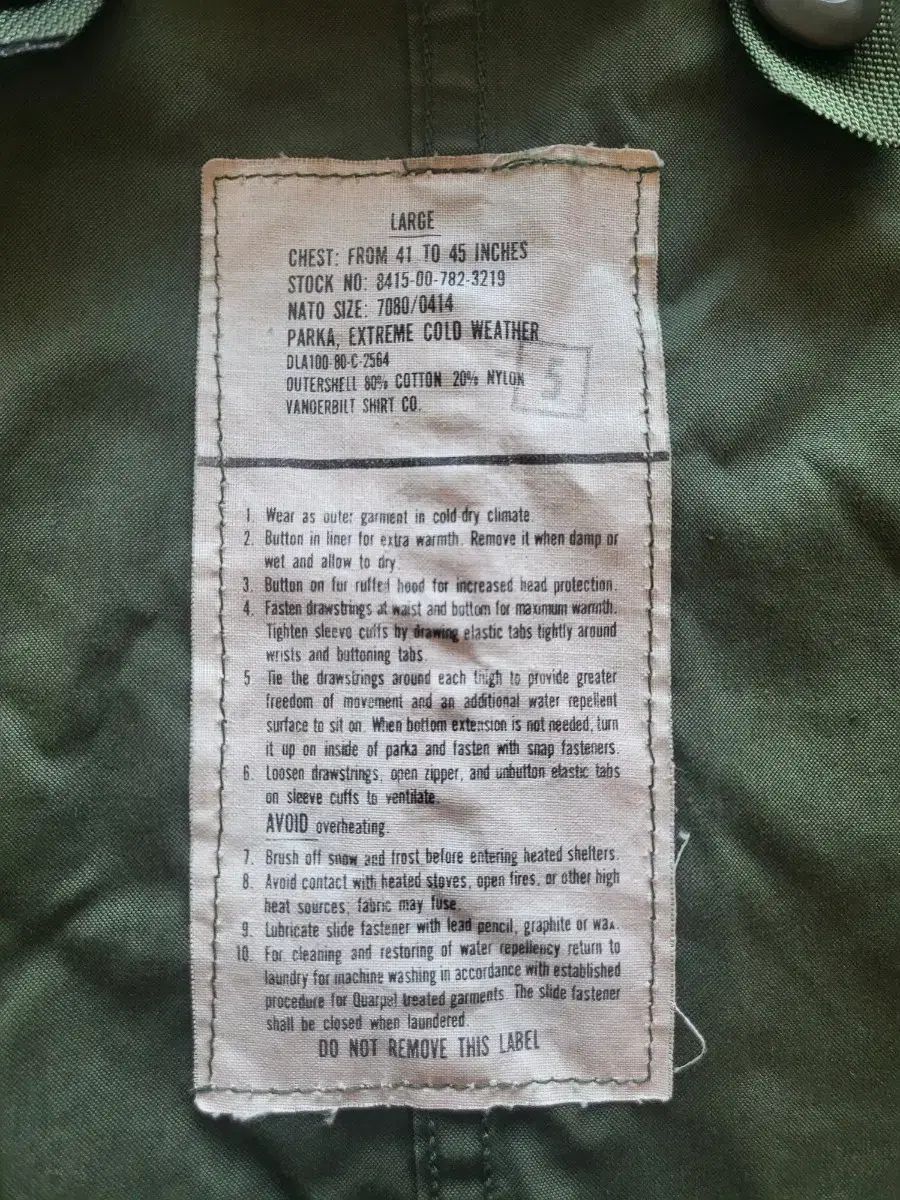 LARGE
CHEST: FROM 41 TO 45 INCHES
STOCK NO: 8415-00-782-3219
NATO SIZE: 7080/0414
PARKA, EXTREME COLD WEATHER
DLA100-80-C-2564
OUTERSHELL 80% COTTON 20% NYLON
VANDERBILT SHIRT CO.
5
1. Wear as outer garment in cold dry climate.
2. Button in liner for extra warmth. Remove it when damp or
wet and allow to dry.
3. Button on fur ruffed hood for increased head protection.
4. Fasten drawstrings at waist and bottom for maximum warmth.
Tighten sleeve cuffs by drawing elastic tabs tightly around
wrists and buttoning tabs.
5. Tie the drawstrings around each thigh to provide greater
freedom of movement and an additional water repellent
surface to sit on. When bottom extension is not needed, turn
it up on inside of parka and fasten with snap fasteners.
6. Loosen drawstrings, open zipper, and unbutton elastic tabs
on sleeve cuffs to ventilate.
AVOID overheating.
7. Brush off snow and frost before entering heated shelters.
8. Avoid contact with heated stoves, open fires, or other high
heat sources, fabric may fuse.
9. Lubricate slide fastener with lead pencil, graphite or wax.
10. For cleaning and restoring of water repellency return to
laundry for machine washing in accordance with established
procedure for Quarpel treated garments. The slide fastener
shall be closed when laundered.
DO NOT REMOVE THIS LABEL